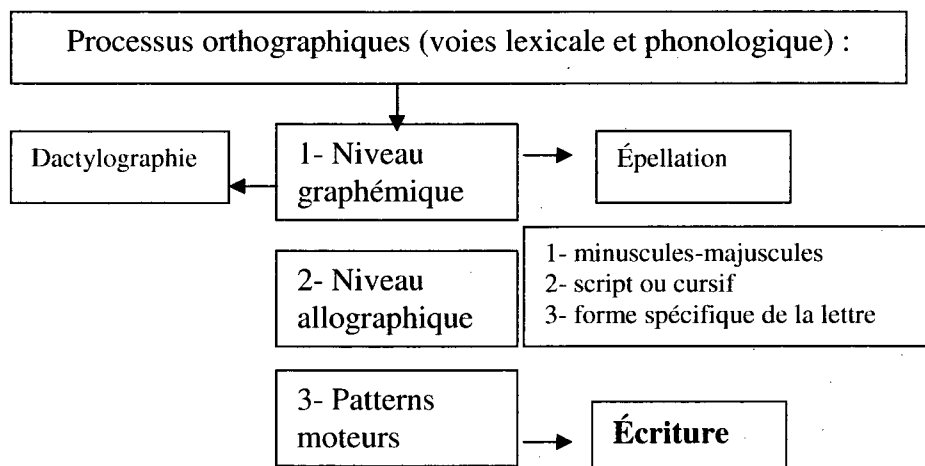 Processus orthographiques (voies lexicale et phonologique) :
Dactylographie
1- Niveau
graphémique
Épellation
2- Niveau
allographique
1- minuscules-majuscules
2- script ou cursif
3- forme spécifique de la lettre
3- Patterns
moteurs
Écriture